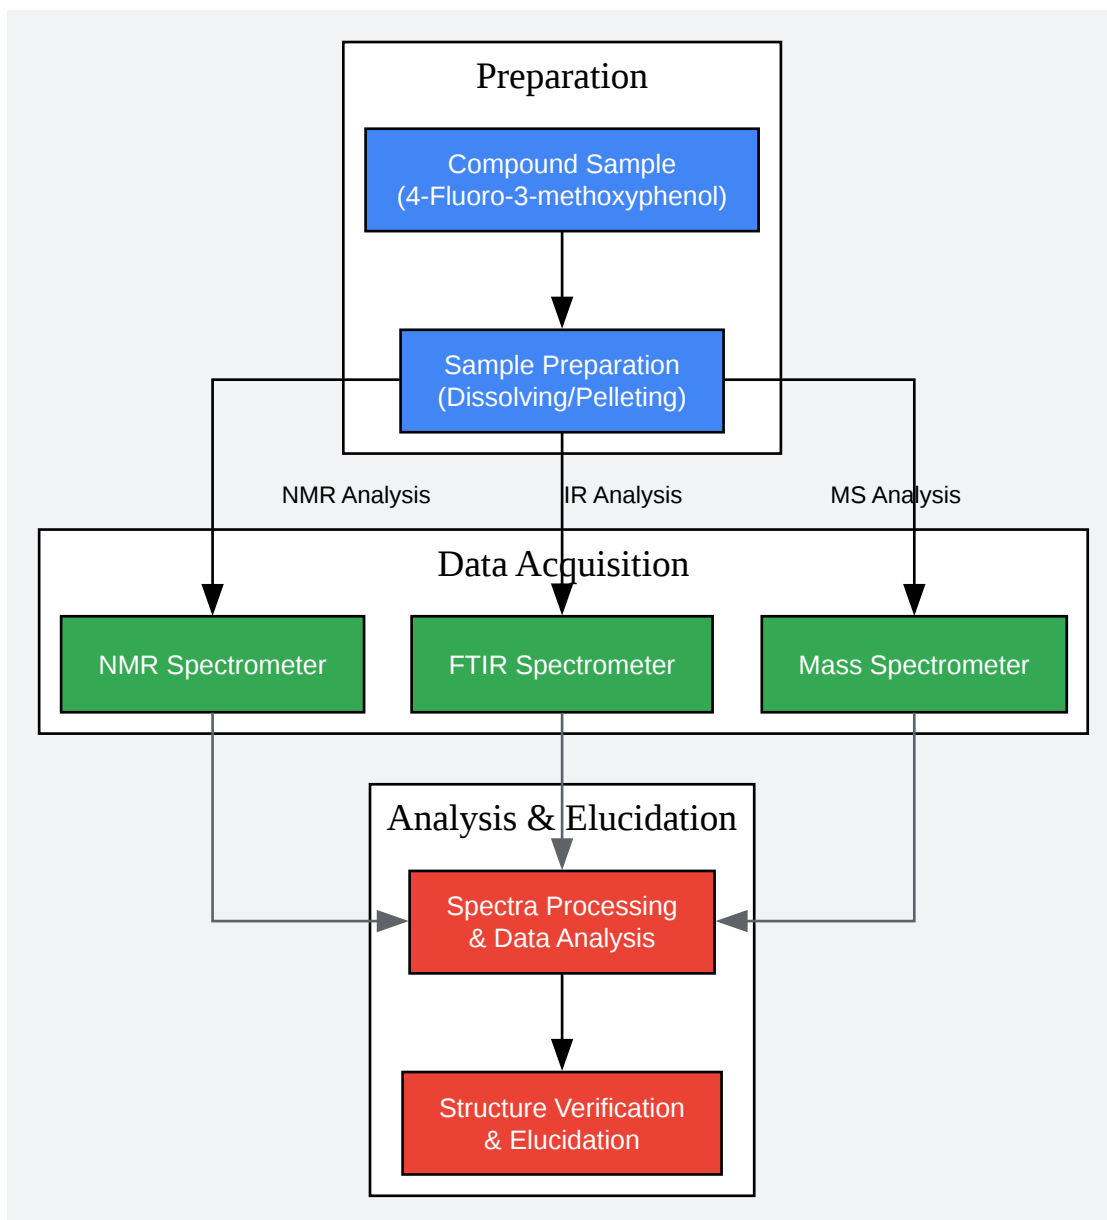 Preparation
Compound Sample
(4-Fluoro-3-methoxyphenol)
Sample Preparation
(Dissolving/Pelleting)
NMR Analysis
IR Analysis
MS Analysis
Data Acquisition
NMR Spectrometer
FTIR Spectrometer
Mass Spectrometer
Analysis & Elucidation
Spectra Processing
& Data Analysis
Structure Verification
& Elucidation